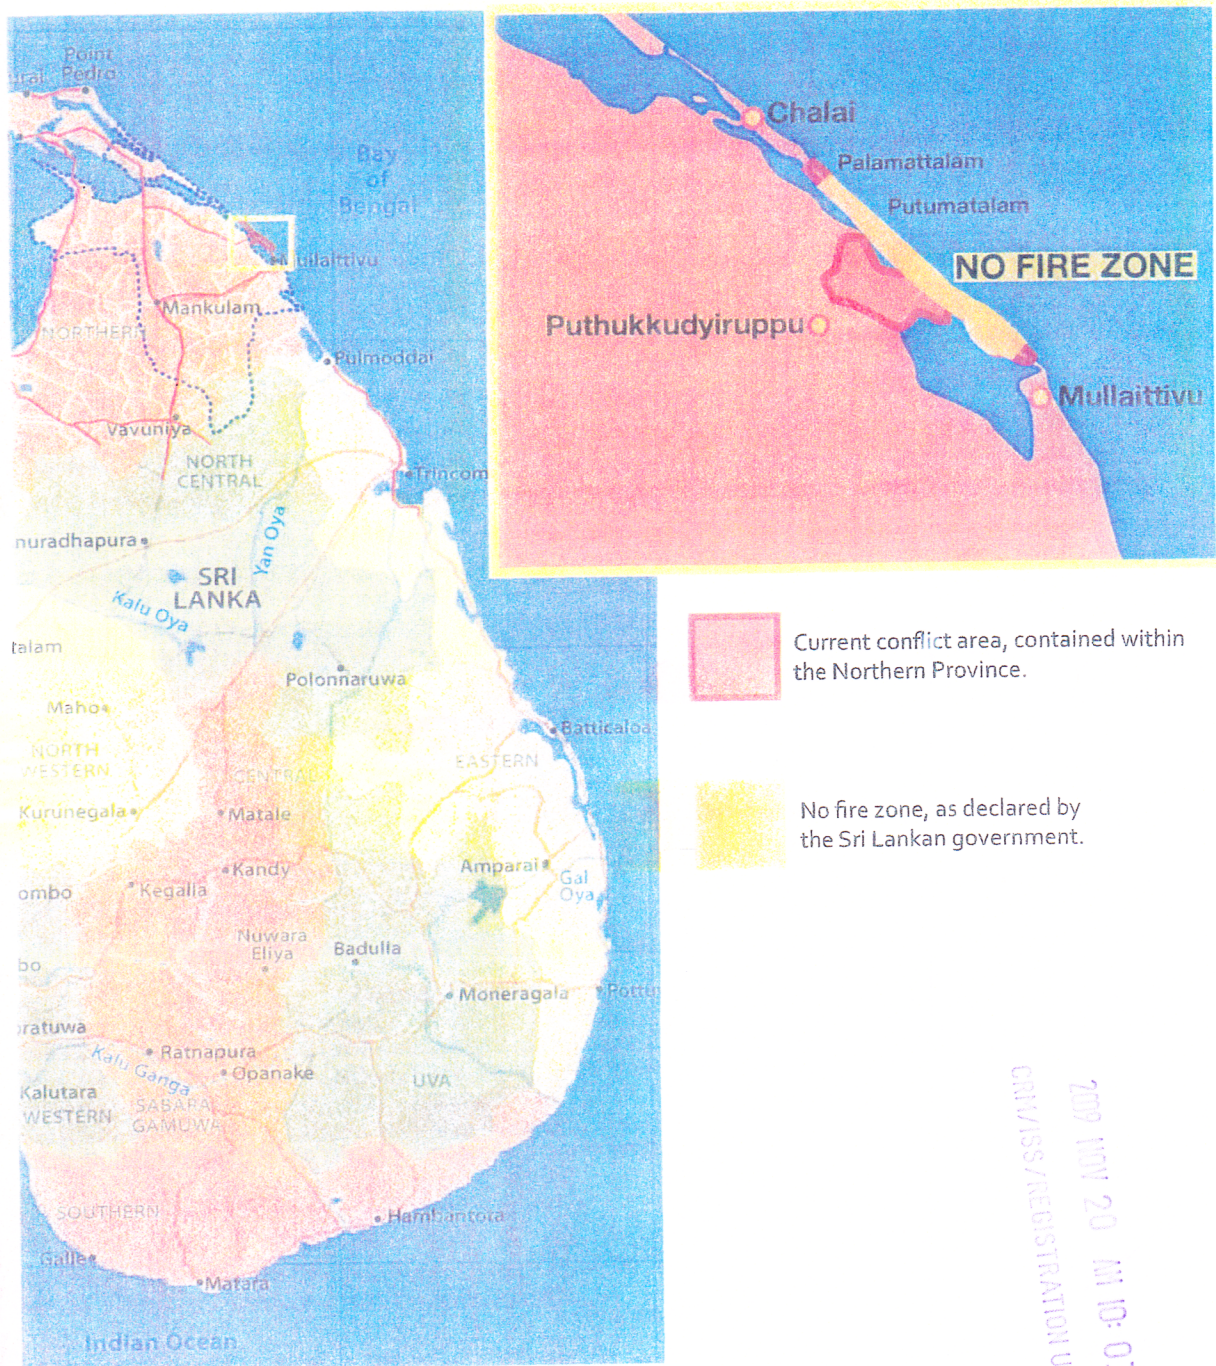 Point
Pedro
Bay
of
Bengal
Mullaittivu
Mankulam
NORTHERN
Pulmoddai
Vavuniya
NORTH
CENTRAL
Trincom
nuradhapura
Yan Oya
SRI
LANKA
Kalu Oya
talam
Polonnaruwa
Maho
Batticaloa
NORTH
WESTERN
EASTERN
CENTRAL
Kurunegala
Matale
Kandy
Amparai
Gal
Oya
ombo
Kegalla
Nuwara
Eliya
Badulla
bo
Moneragala
Pottu
oratuwa
Ratnapura
Kalu Ganga
Opanake
Kalutara
UVA
WESTERN
SABARA
GAMUWA
SOUTHERN
Hambantota
Galle
Matara
Indian Ocean
Chalai
Palamattalam
Putumatalam
NO FIRE ZONE
Puthukkudyiruppu
Mullaittivu
Current conflict area, contained within
the Northern Province.
No fire zone, as declared by
the Sri Lankan government.
NOV 20
REGISTRATION U